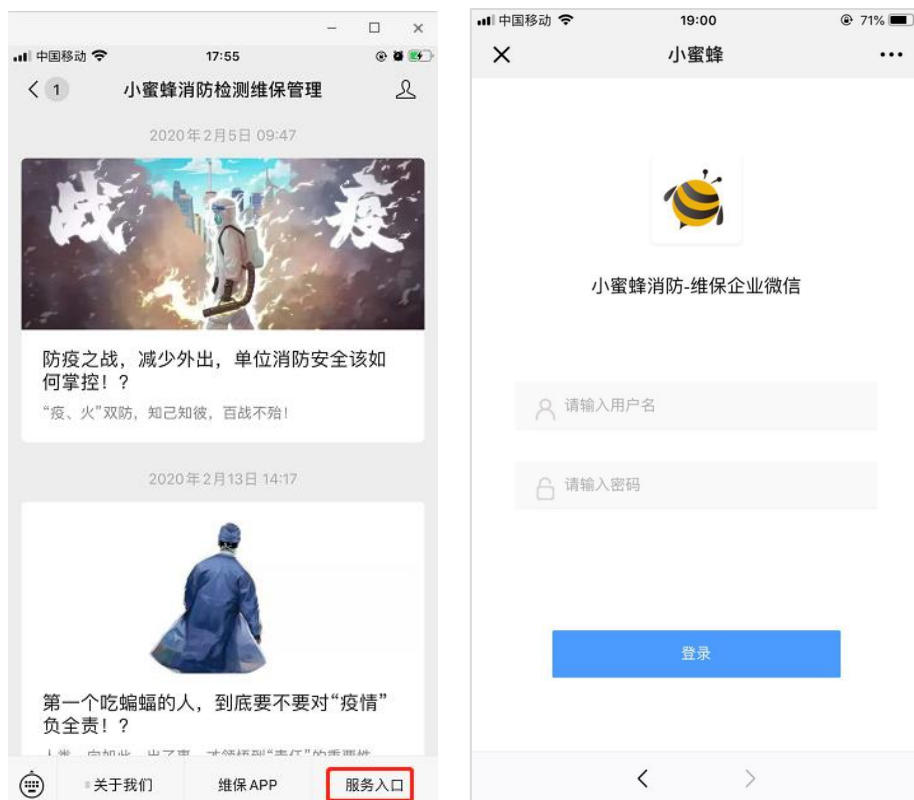 中国移动
17:55
1
小蜜蜂消防检测维保管理
2020年2月5日 09:47
战疫
防疫之战，减少外出，单位消防安全该如
何掌控！？
“疫、火”双防，知己知彼，百战不殆！
2020年2月13日 14:17
第一个吃蝙蝠的人，到底要不要对“疫情”
负全责！？
关于我们
维保APP
服务入口
中国移动
19:00
71%
小蜜蜂
小蜜蜂消防-维保企业微信
请输入用户名
请输入密码
登录